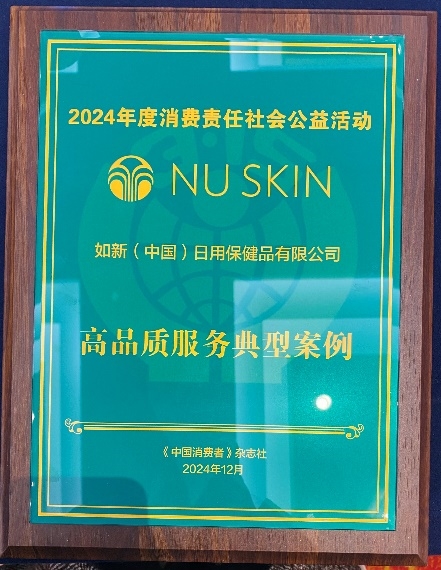 2024年度消费责任社会公益活动
NU SKIN
如新（中国）日用保健品有限公司
高品质服务典型案例
《中国消费者》杂志社
2024年12月